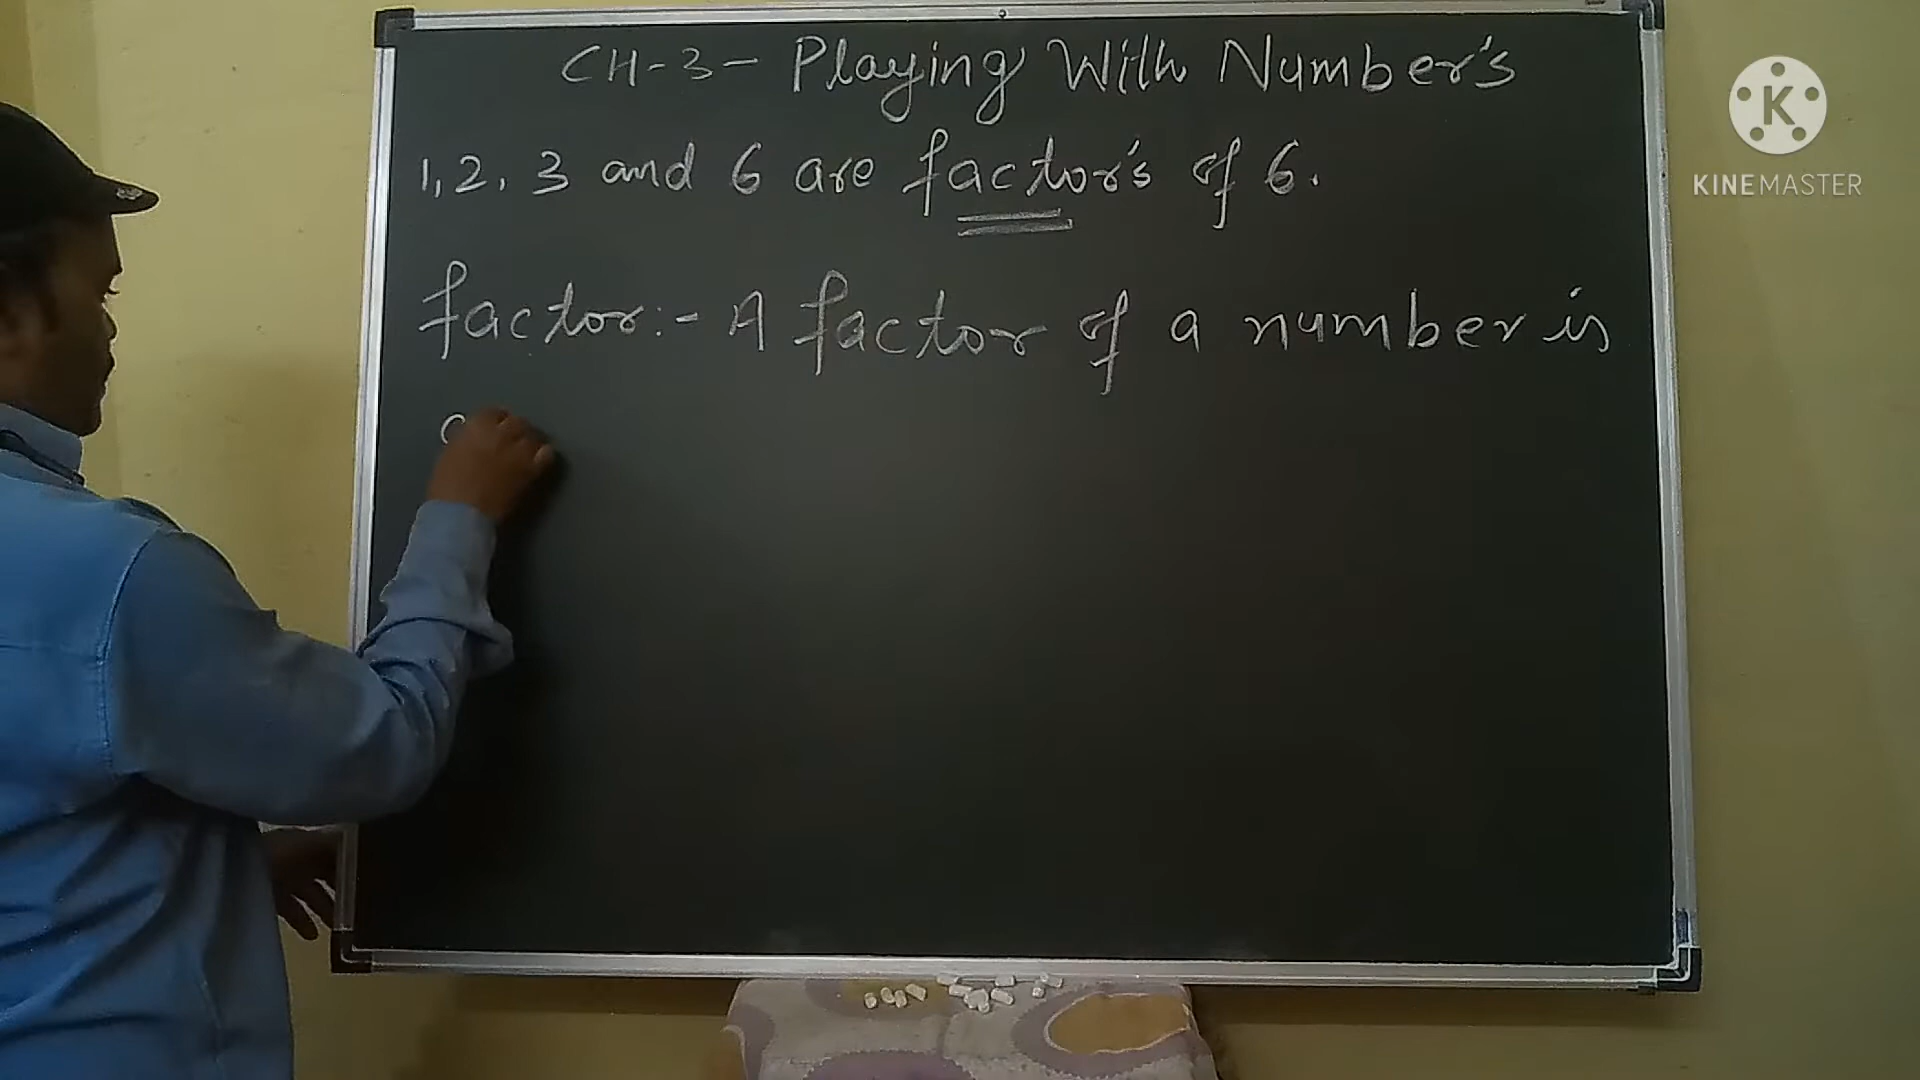 CH-3- Playing With Number's
1, 2, 3 and 6 are factor's of 6.
factor:- A factor of a number is
K
KINEMASTER